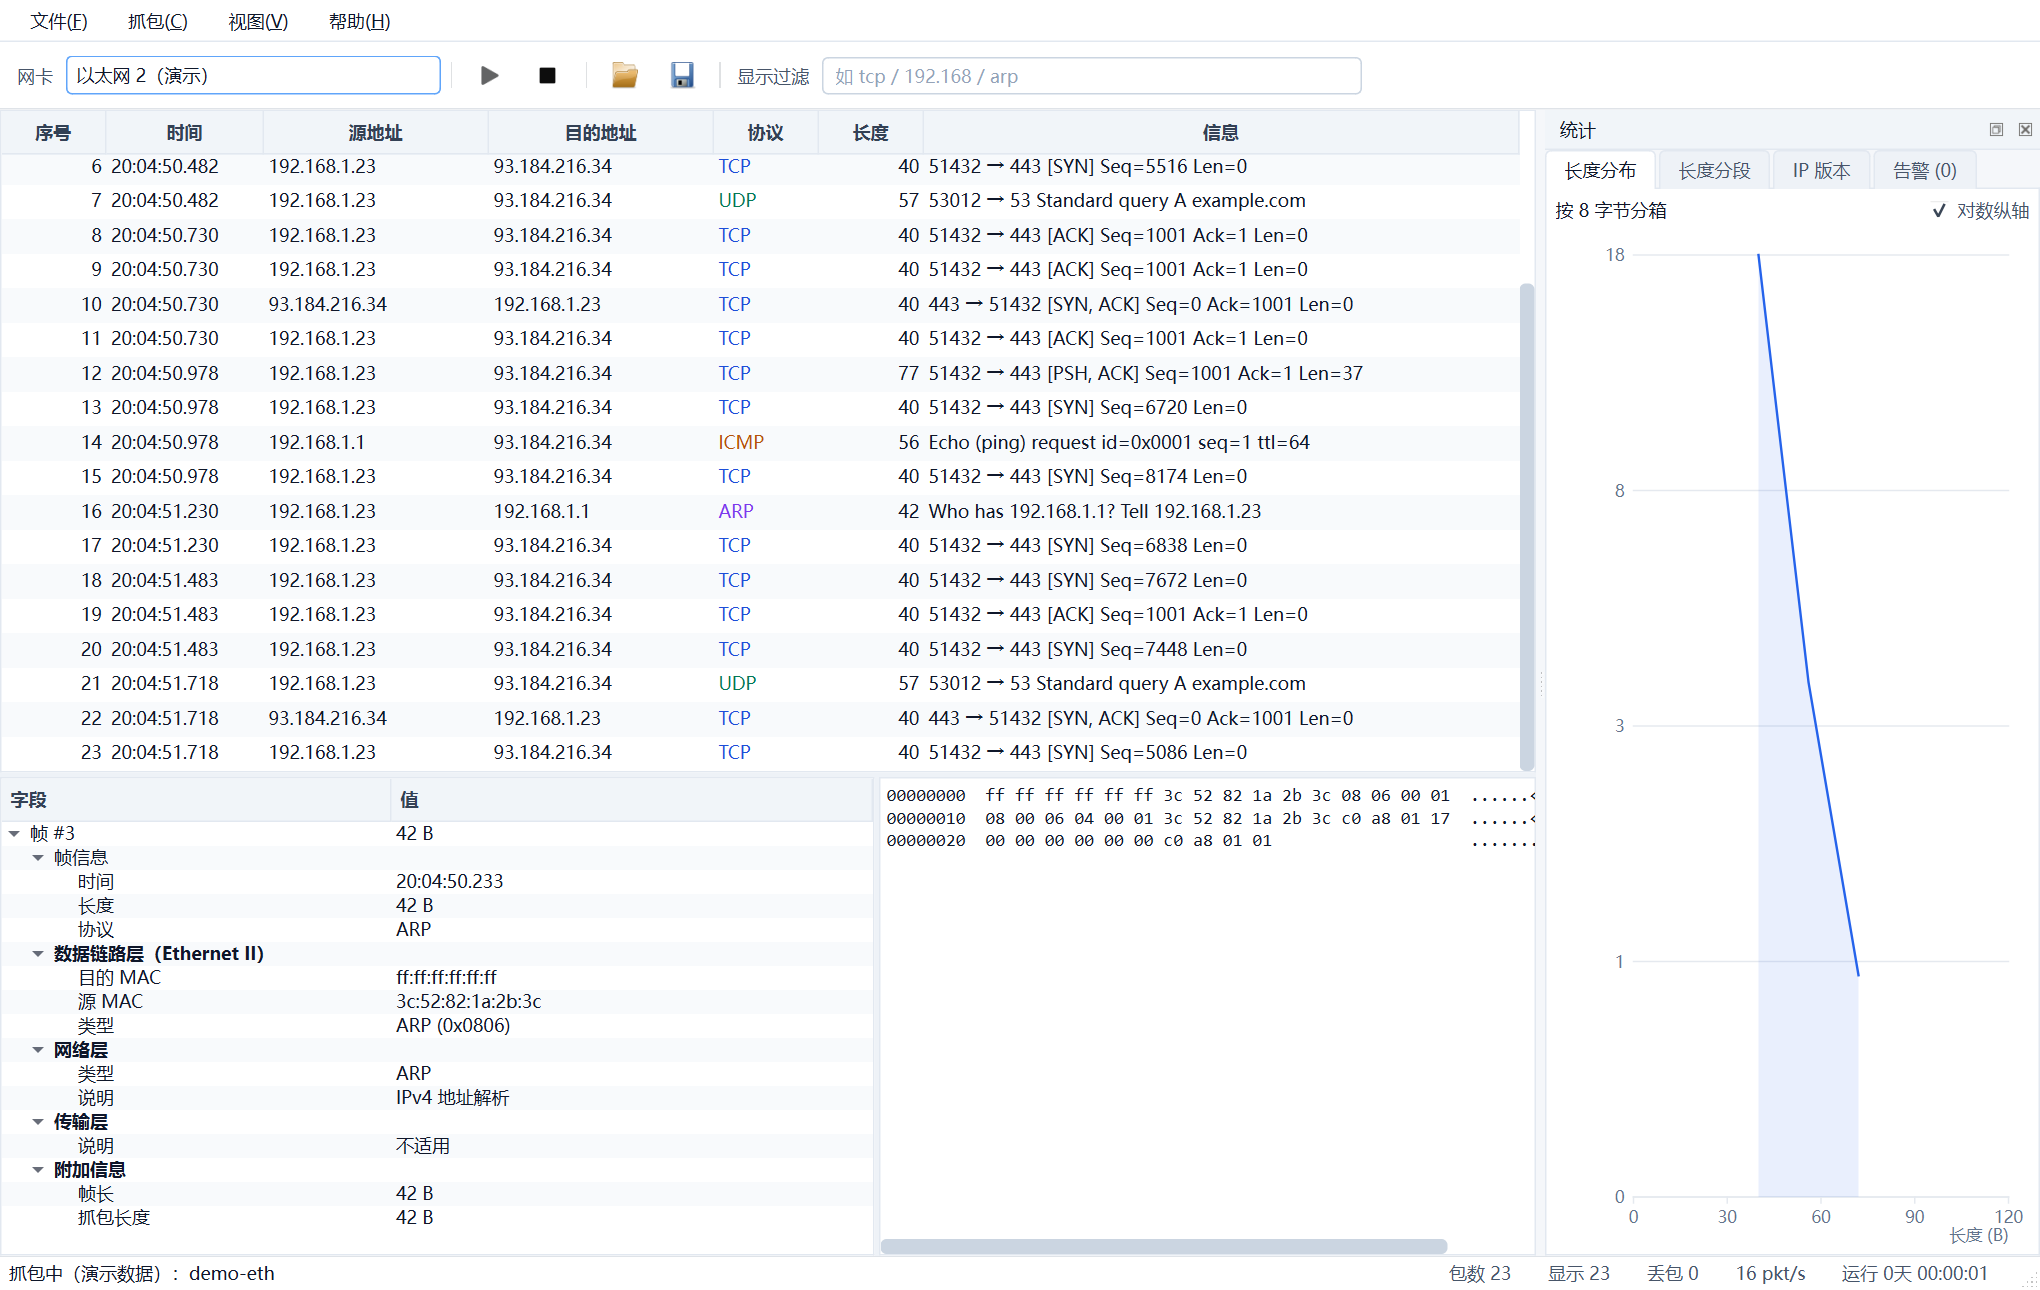 文件(F) 抓包(C) 视图(V) 帮助(H)
网卡 以太网 2（演示） 显示过滤 如 tcp / 192.168 / arp
序号 时间 源地址 目的地址 协议 长度 信息
6 20:04:50.482 192.168.1.23 93.184.216.34 TCP 40 51432 → 443 [SYN] Seq=5516 Len=0
7 20:04:50.482 192.168.1.23 93.184.216.34 UDP 57 53012 → 53 Standard query A example.com
8 20:04:50.730 192.168.1.23 93.184.216.34 TCP 40 51432 → 443 [ACK] Seq=1001 Ack=1 Len=0
9 20:04:50.730 192.168.1.23 93.184.216.34 TCP 40 51432 → 443 [ACK] Seq=1001 Ack=1 Len=0
10 20:04:50.730 93.184.216.34 192.168.1.23 TCP 40 443 → 51432 [SYN, ACK] Seq=0 Ack=1001 Len=0
11 20:04:50.730 192.168.1.23 93.184.216.34 TCP 40 51432 → 443 [ACK] Seq=1001 Ack=1 Len=0
12 20:04:50.978 192.168.1.23 93.184.216.34 TCP 77 51432 → 443 [PSH, ACK] Seq=1001 Ack=1 Len=37
13 20:04:50.978 192.168.1.23 93.184.216.34 TCP 40 51432 → 443 [SYN] Seq=6720 Len=0
14 20:04:50.978 192.168.1.1 93.184.216.34 ICMP 56 Echo (ping) request id=0x0001 seq=1 ttl=64
15 20:04:50.978 192.168.1.23 93.184.216.34 TCP 40 51432 → 443 [SYN] Seq=8174 Len=0
16 20:04:51.230 192.168.1.23 192.168.1.1 ARP 42 Who has 192.168.1.1? Tell 192.168.1.23
17 20:04:51.230 192.168.1.23 93.184.216.34 TCP 40 51432 → 443 [SYN] Seq=6838 Len=0
18 20:04:51.483 192.168.1.23 93.184.216.34 TCP 40 51432 → 443 [SYN] Seq=7672 Len=0
19 20:04:51.483 192.168.1.23 93.184.216.34 TCP 40 51432 → 443 [ACK] Seq=1001 Ack=1 Len=0
20 20:04:51.483 192.168.1.23 93.184.216.34 TCP 40 51432 → 443 [SYN] Seq=7448 Len=0
21 20:04:51.718 192.168.1.23 93.184.216.34 UDP 57 53012 → 53 Standard query A example.com
22 20:04:51.718 93.184.216.34 192.168.1.23 TCP 40 443 → 51432 [SYN, ACK] Seq=0 Ack=1001 Len=0
23 20:04:51.718 192.168.1.23 93.184.216.34 TCP 40 51432 → 443 [SYN] Seq=5086 Len=0
字段 值
帧 #3 42 B
帧信息
时间 20:04:50.233
长度 42 B
协议 ARP
数据链路层（Ethernet II）
目的 MAC ff:ff:ff:ff:ff:ff
源 MAC 3c:52:82:1a:2b:3c
类型 ARP (0x0806)
网络层
类型 ARP
说明 IPv4 地址解析
传输层
说明 不适用
附加信息
帧长 42 B
抓包长度 42 B
00000000 ff ff ff ff ff ff 3c 52 82 1a 2b 3c 08 06 00 01 ......<
00000010 08 00 06 04 00 01 3c 52 82 1a 2b 3c c0 a8 01 17 ......<
00000020 00 00 00 00 00 00 c0 a8 01 01 .......
统计
长度分布 长度分段 IP 版本 告警 (0)
按 8 字节分箱 ✓ 对数纵轴
18
8
3
1
0
0 30 60 90 120
长度 (B)
抓包中（演示数据）: demo-eth 包数 23 显示 23 丢包 0 16 pkt/s 运行 0天 00:00:01